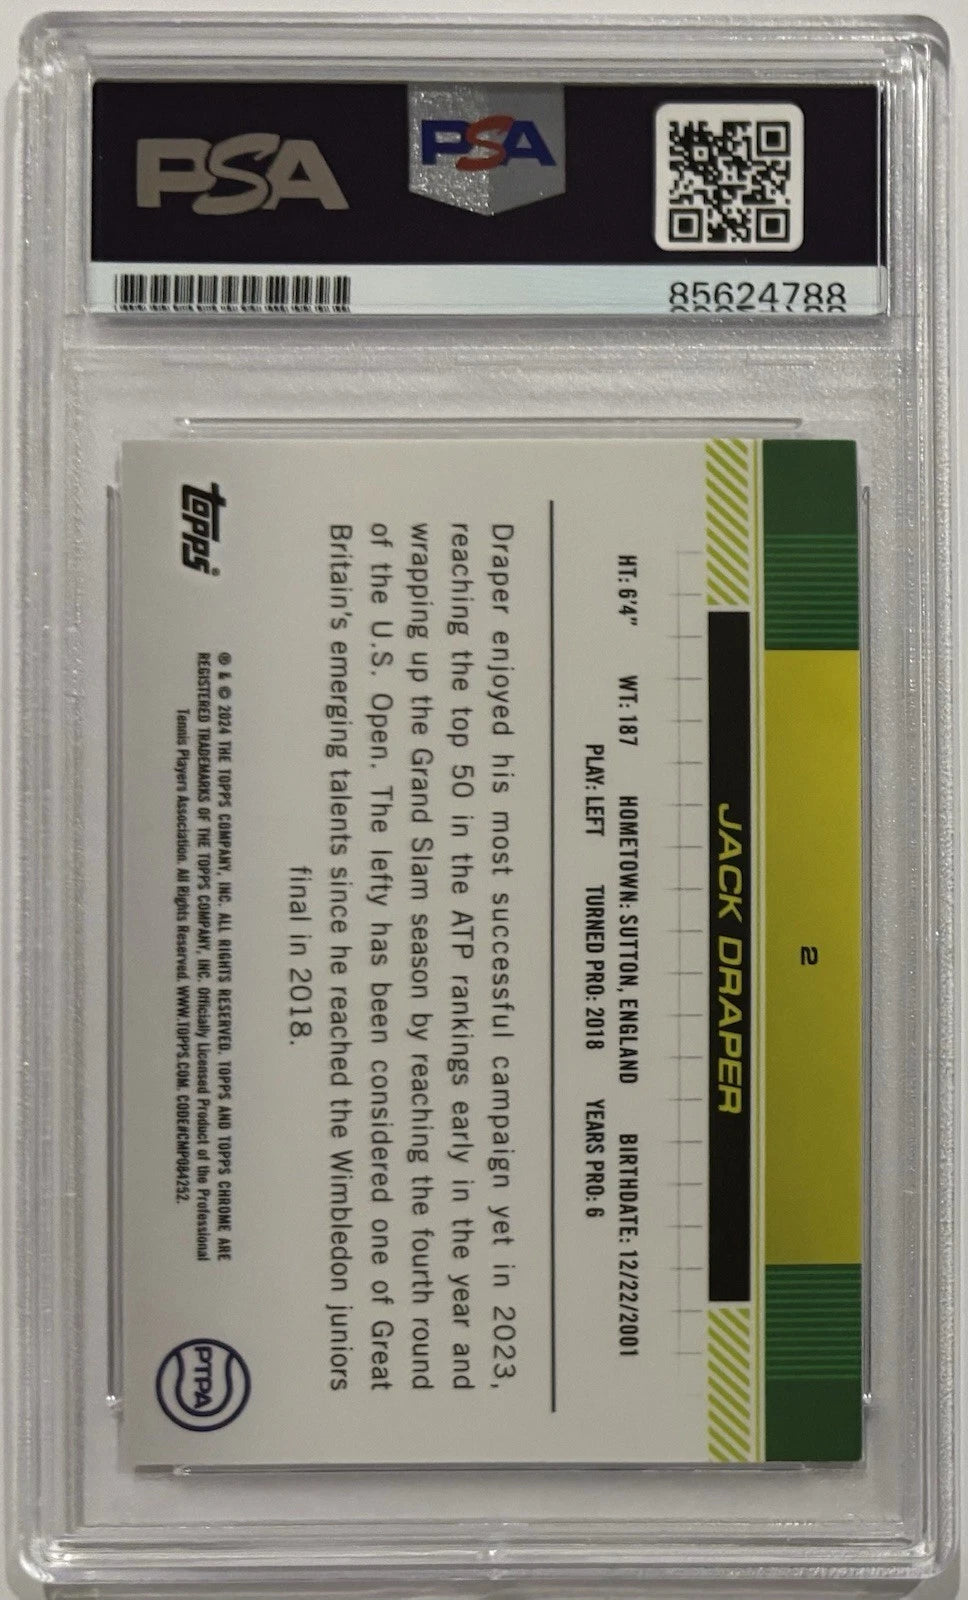 PSA
PSA
85624788
2
JACK DRAPER
HT: 6'4" WT: 187 HOMETOWN: SUTTON, ENGLAND BIRTHDATE: 12/22/2001
PLAY: LEFT TURNED PRO: 2018 YEARS PRO: 6
Draper enjoyed his most successful campaign yet in 2023,
reaching the top 50 in the ATP rankings early in the year and
wrapping up the Grand Slam season by reaching the fourth round
of the U.S. Open. The lefty has been considered one of Great
Britain's emerging talents since he reached the Wimbledon juniors
final in 2018.
topps®
® & © 2024 THE TOPPS COMPANY, INC. ALL RIGHTS RESERVED. TOPPS AND TOPPS CHROME ARE
REGISTERED TRADEMARKS OF THE TOPPS COMPANY, INC. Officially Licensed Product of the Professional
Tennis Players Association. All Rights Reserved. WWW.TOPPS.COM. CODE#CMP084252.
PTPA